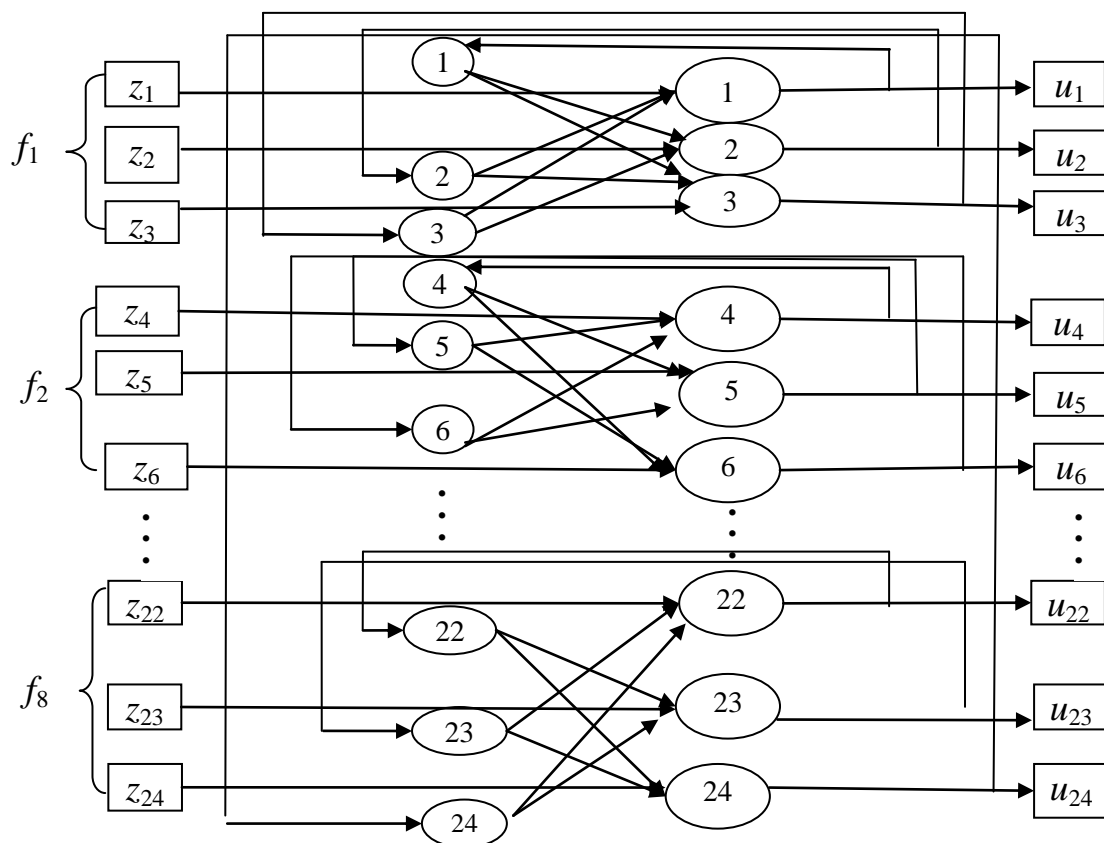 1
z₁ 1 u₁
f₁ z₂ 2 u₂
2
z₃ 3 3 u₃
4
z₄ 4 u₄
5
f₂ z₅ 5 u₅
6
z₆ 6 u₆
z₂₂ 22 u₂₂
22
f₈ z₂₃ 23 23 u₂₃
z₂₄ 24 u₂₄
24